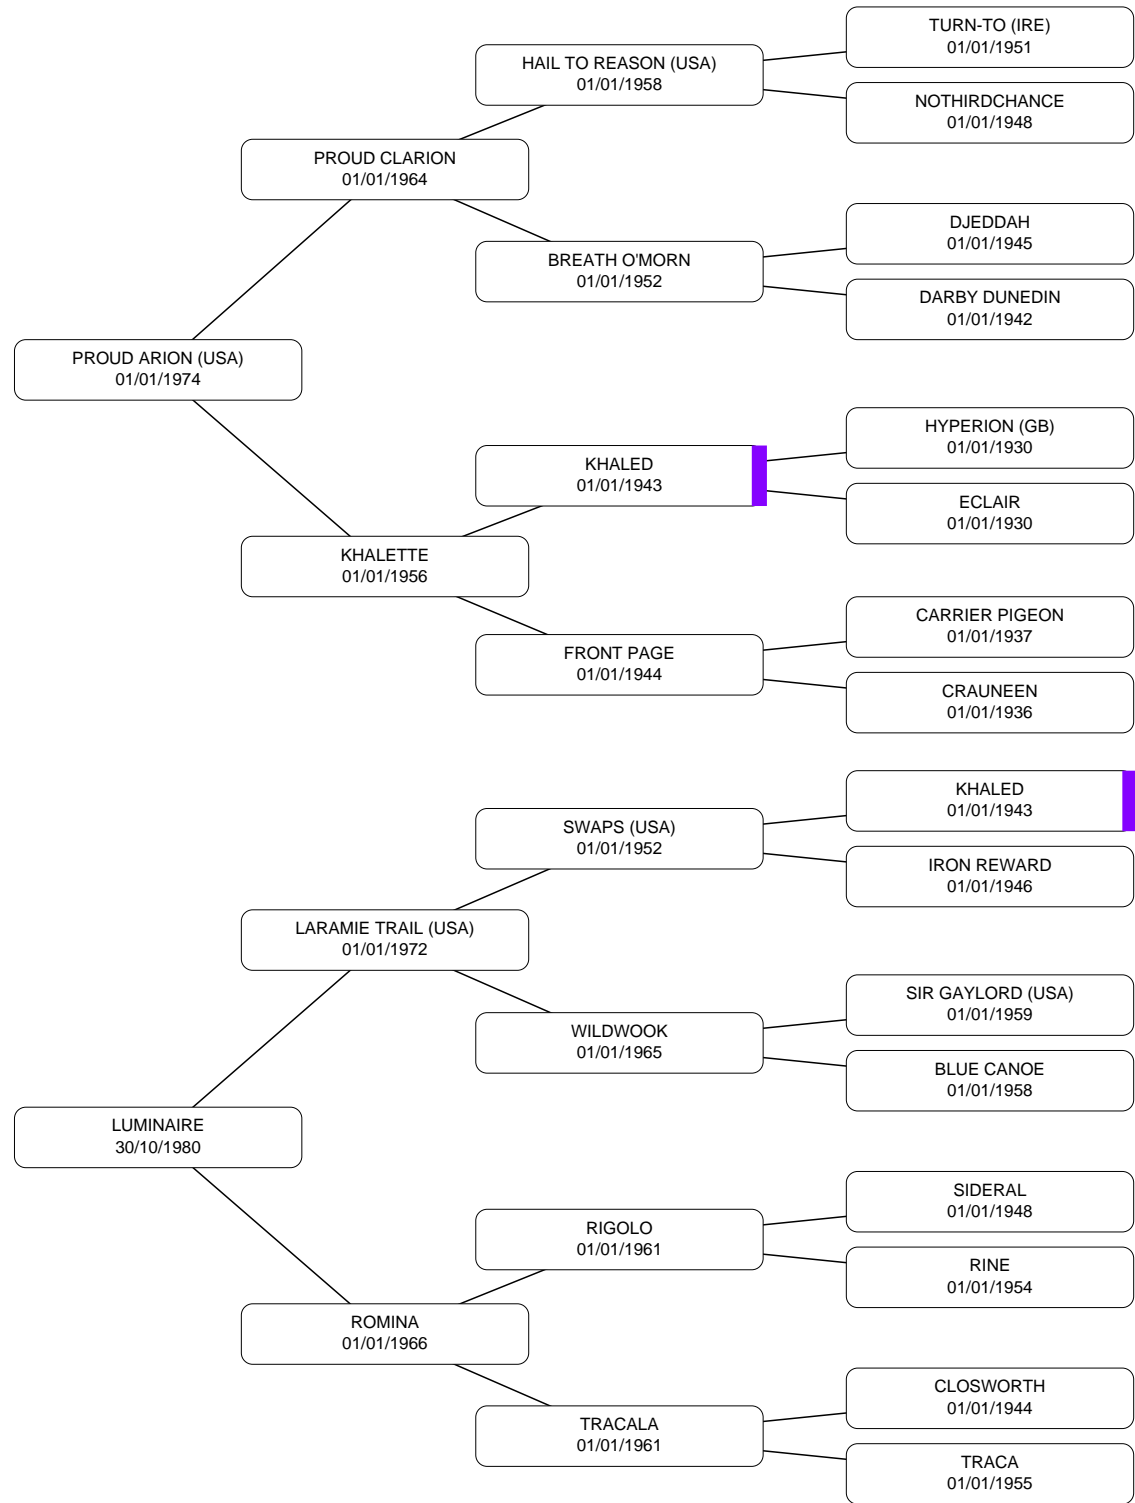 TURN-TO (IRE)
01/01/1951
HAIL TO REASON (USA)
01/01/1958
NOTHIRDCHANCE
01/01/1948
PROUD CLARION
01/01/1964
DJEDDAH
01/01/1945
BREATH O'MORN
01/01/1952
DARBY DUNEDIN
01/01/1942
PROUD ARION (USA)
01/01/1974
HYPERION (GB)
01/01/1930
KHALED
01/01/1943
ECLAIR
01/01/1930
KHALETTE
01/01/1956
CARRIER PIGEON
01/01/1937
FRONT PAGE
01/01/1944
CRAUNEEN
01/01/1936
KHALED
01/01/1943
SWAPS (USA)
01/01/1952
IRON REWARD
01/01/1946
LARAMIE TRAIL (USA)
01/01/1972
SIR GAYLORD (USA)
01/01/1959
WILDWOOK
01/01/1965
BLUE CANOE
01/01/1958
LUMINAIRE
30/10/1980
SIDERAL
01/01/1948
RIGOLO
01/01/1961
RINE
01/01/1954
ROMINA
01/01/1966
CLOSWORTH
01/01/1944
TRACALA
01/01/1961
TRACA
01/01/1955